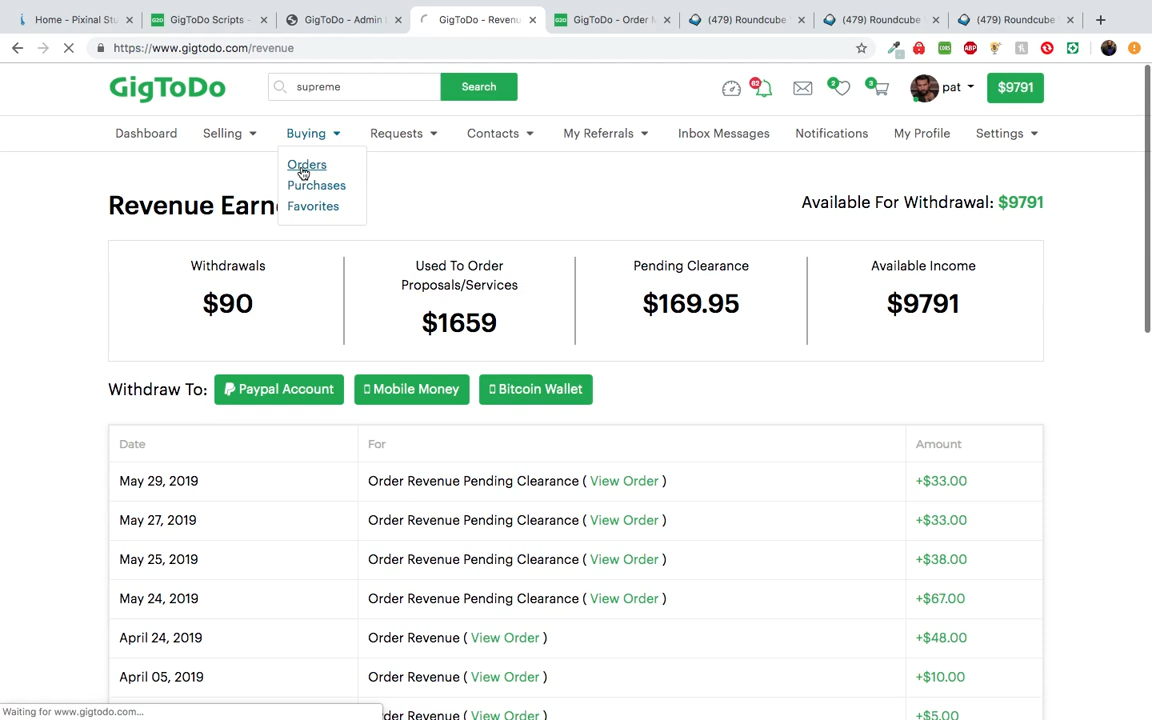 Home - Pixinal Stu
GigToDo Scripts -
GigToDo - Admin
GigToDo - Revenu
GigToDo - Order M
(479) Roundcube
(479) Roundcube
(479) Roundcube
https://www.gigtodo.com/revenue
GigToDo
supreme
Search
62
2
3
pat
$9791
Dashboard
Selling
Buying
Requests
Contacts
My Referrals
Inbox Messages
Notifications
My Profile
Settings
Orders
Purchases
Favorites
Revenue Earn
Available For Withdrawal: $9791
Withdrawals
$90
Used To Order
Proposals/Services
$1659
Pending Clearance
$169.95
Available Income
$9791
Withdraw To:
Paypal Account
Mobile Money
Bitcoin Wallet
Date For Amount
May 29, 2019 Order Revenue Pending Clearance ( View Order ) +$33.00
May 27, 2019 Order Revenue Pending Clearance ( View Order ) +$33.00
May 25, 2019 Order Revenue Pending Clearance ( View Order ) +$38.00
May 24, 2019 Order Revenue Pending Clearance ( View Order ) +$67.00
April 24, 2019 Order Revenue ( View Order ) +$48.00
April 05, 2019 Order Revenue ( View Order ) +$10.00
der Revenue ( View Order ) +$5.00
Waiting for www.gigtodo.com...